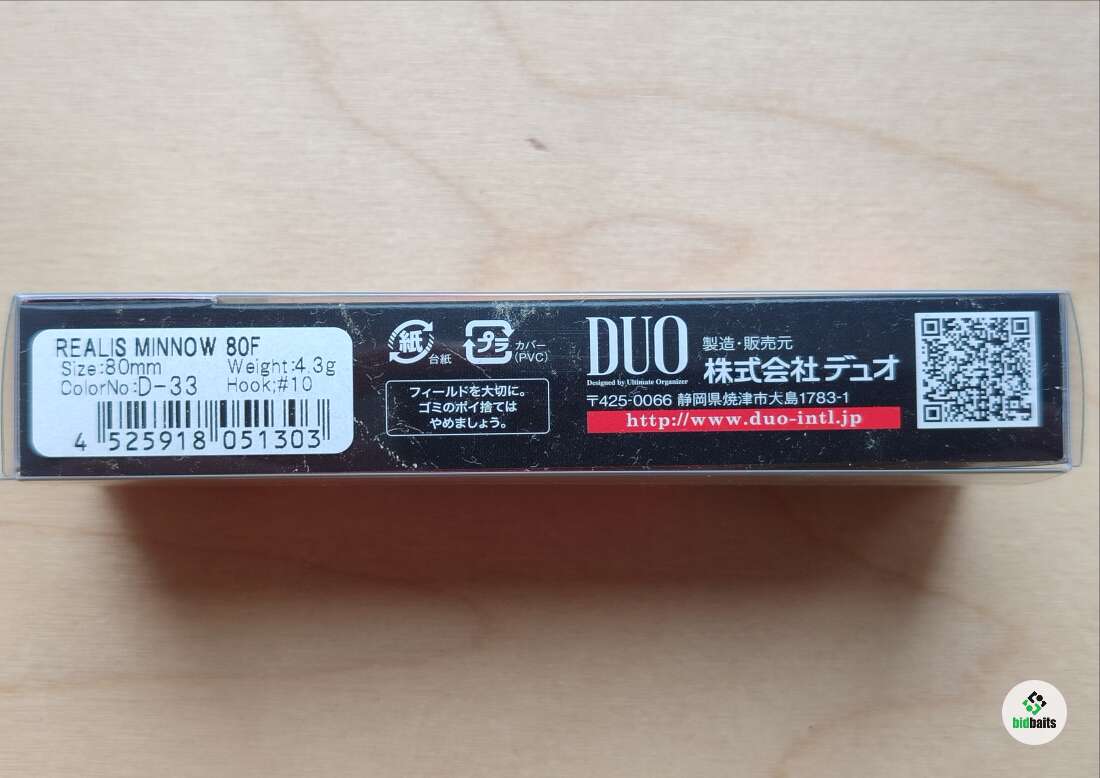 REALIS MINNOW 80F
Size:80mm Weight:4.3g
ColorNo:D-33 Hook;#10
4 525918 051303
紙
台紙
プラ
カバー
(PVC)
フィールドを大切に。
ゴミのポイ捨ては
やめましょう。
DUO
Designed by Ultimate Organizer
製造・販売元
株式会社デュオ
〒425-0066 静岡県焼津市大島1783-1
http://www.duo-intl.jp
bidbaits